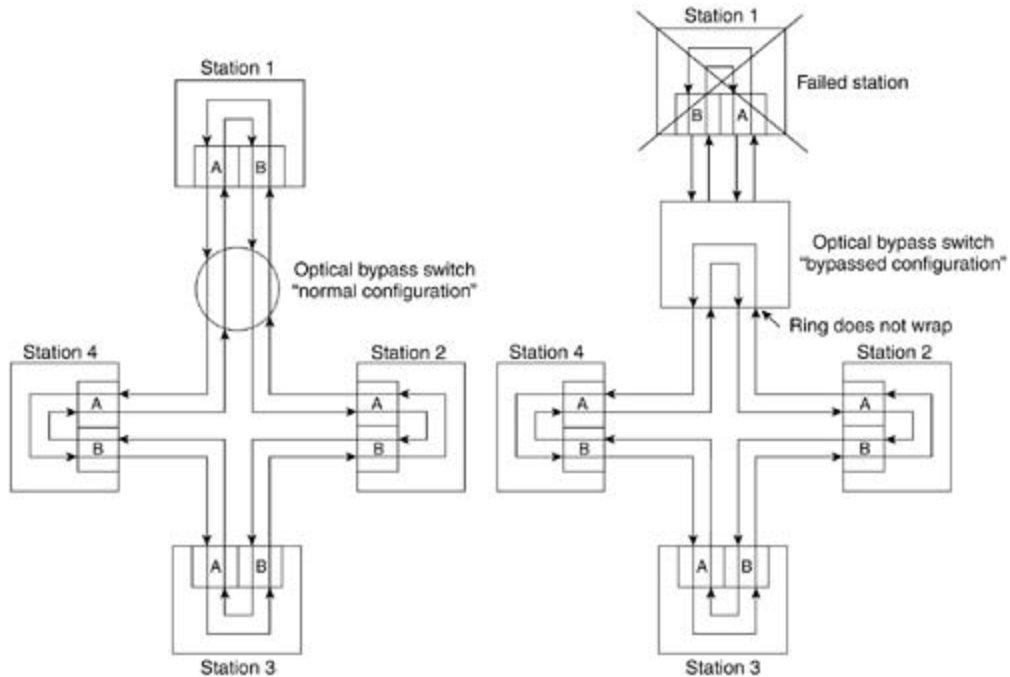 Station 1
A B
Optical bypass switch
"normal configuration"
Station 4
A
B
Station 2
A
B
A B
Station 3
Station 1
Failed station
B A
Optical bypass switch
"bypassed configuration"
Ring does not wrap
Station 4
A
B
Station 2
A
B
A B
Station 3